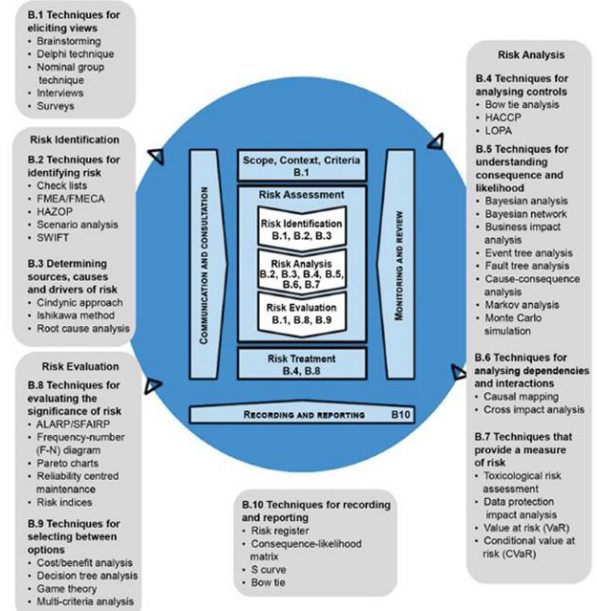 B.1 Techniques for
eliciting views
• Brainstorming
• Delphi technique
• Nominal group
technique
• Interviews
• Surveys
Risk Identification
B.2 Techniques for
identifying risk
• Check lists
• FMEA/FMECA
• HAZOP
• Scenario analysis
• SWIFT
B.3 Determining
sources, causes
and drivers of risk
• Cindynic approach
• Ishikawa method
• Root cause analysis
Risk Evaluation
B.8 Techniques for
evaluating the
significance of risk
• ALARP/SFAIRP
• Frequency-number
(F-N) diagram
• Pareto charts
• Reliability centred
maintenance
• Risk indices
B.9 Techniques for
selecting between
options
• Cost/benefit analysis
• Decision tree analysis
• Game theory
• Multi-criteria analysis
COMMUNICATION AND CONSULTATION
Scope, Context, Criteria
B.1
Risk Assessment
Risk Identification
B.1, B.2, B.3
Risk Analysis
B.2, B.3, B.4, B.5,
B.6, B.7
Risk Evaluation
B.1, B.8, B.9
Risk Treatment
B.4, B.8
MONITORING AND REVIEW
RECORDING AND REPORTING B10
B.10 Techniques for recording
and reporting
• Risk register
• Consequence-likelihood
matrix
• S curve
• Bow tie
Risk Analysis
B.4 Techniques for
analysing controls
• Bow tie analysis
• HACCP
• LOPA
B.5 Techniques for
understanding
consequence and
likelihood
• Bayesian analysis
• Bayesian network
• Business impact
analysis
• Event tree analysis
• Fault tree analysis
• Cause-consequence
analysis
• Markov analysis
• Monte Carlo
simulation
B.6 Techniques for
analysing dependencies
and interactions
• Causal mapping
• Cross impact analysis
B.7 Techniques that
provide a measure
of risk
• Toxicological risk
assessment
• Data protection
impact analysis
• Value at risk (VaR)
• Conditional value at
risk (CVaR)